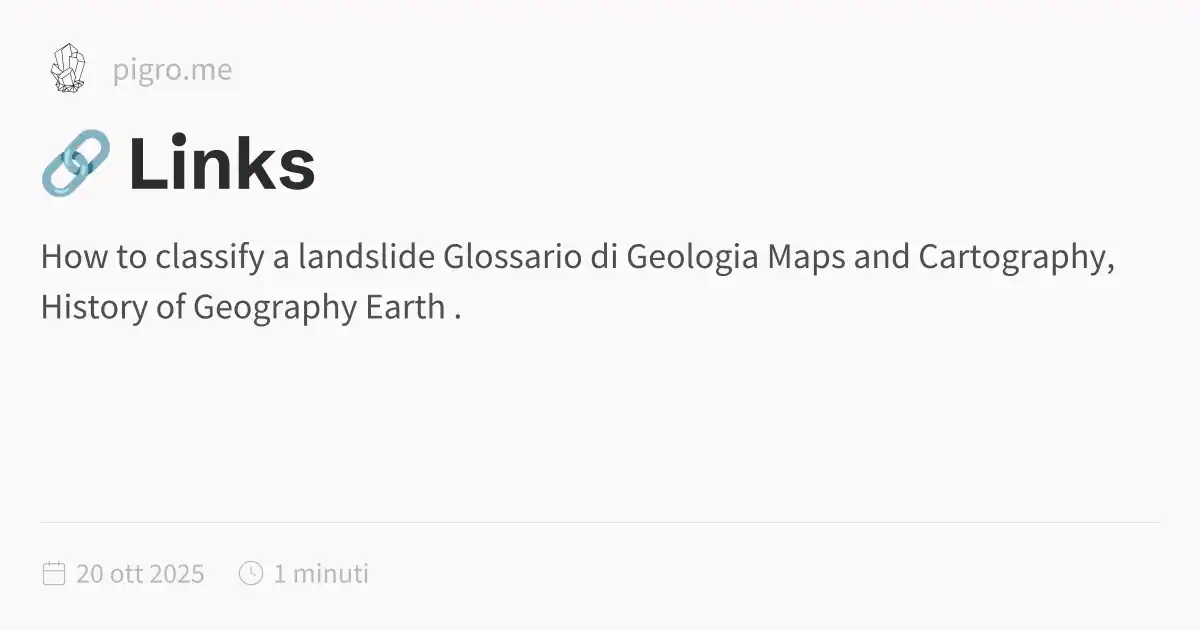 pigro.me
🔗 Links
How to classify a landslide Glossario di Geologia Maps and Cartography,
History of Geography Earth .
20 ott 2025
1 minuti